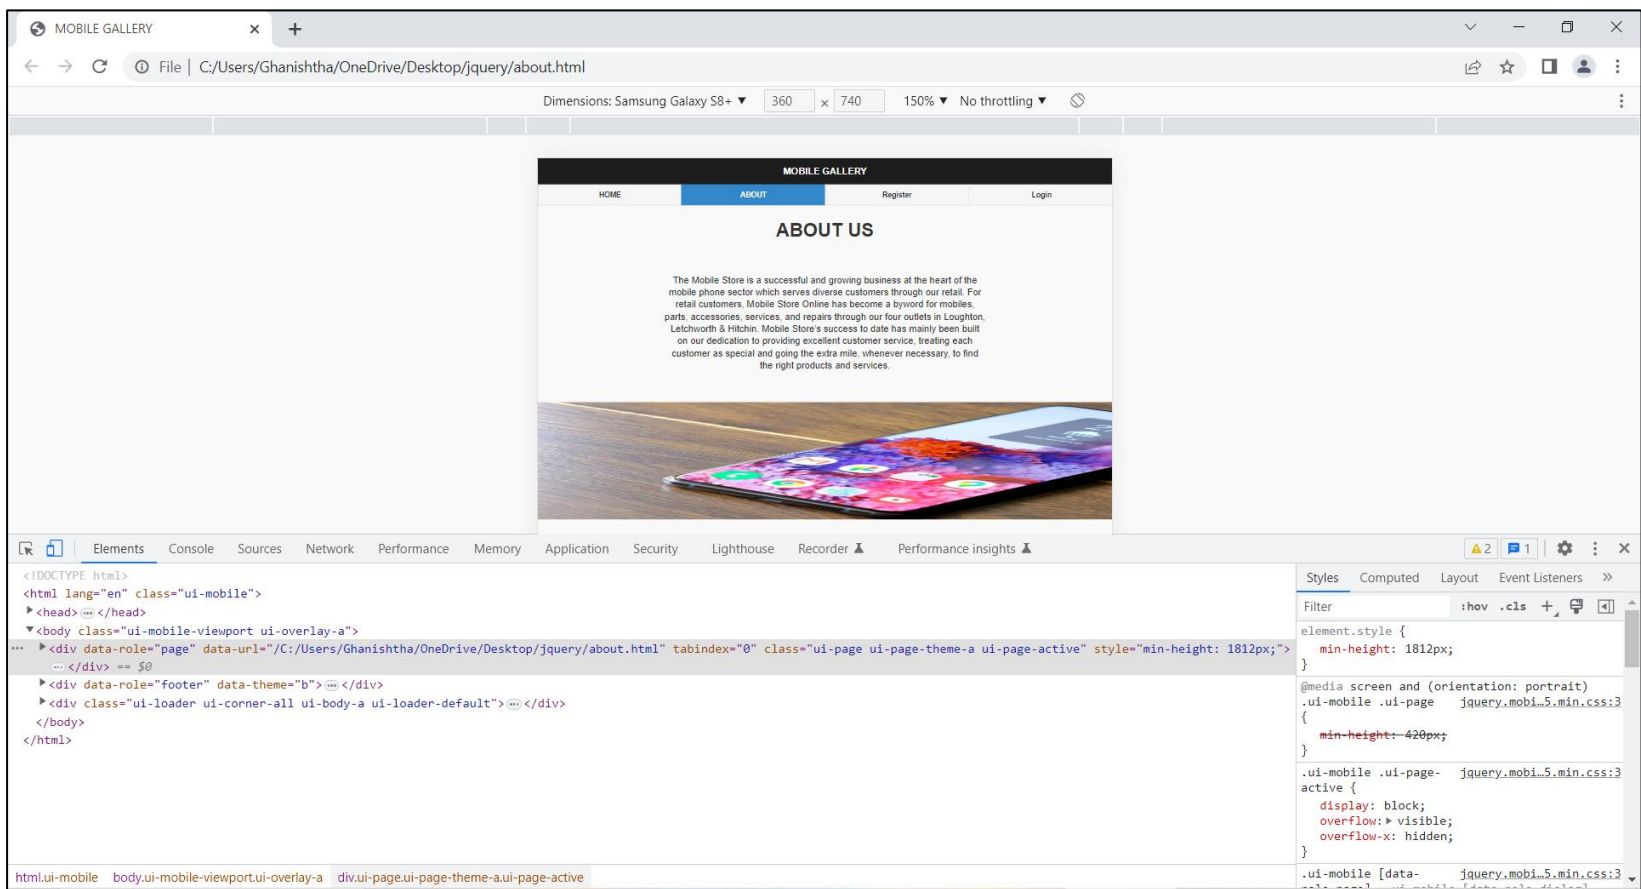 MOBILE GALLERY
File | C:/Users/Ghanishtha/OneDrive/Desktop/jquery/about.html
Dimensions: Samsung Galaxy S8+ ▼ 360 x 740 150% ▼ No throttling ▼
MOBILE GALLERY
HOME ABOUT Register Login
ABOUT US
The Mobile Store is a successful and growing business at the heart of the
mobile phone sector which serves diverse customers through our retail. For
retail customers, Mobile Store Online has become a byword for mobiles,
parts, accessories, services, and repairs through our four outlets in Loughton,
Letchworth & Hitchin. Mobile Store's success to date has mainly been built
on our dedication to providing excellent customer service, treating each
customer as special and going the extra mile, whenever necessary, to find
the right products and services.
Elements Console Sources Network Performance Memory Application Security Lighthouse Recorder Performance insights 2 1
<!DOCTYPE html>
<html lang="en" class="ui-mobile">
<head> … </head>
<body class="ui-mobile-viewport ui-overlay-a">
<div data-role="page" data-url="/C:/Users/Ghanishtha/OneDrive/Desktop/jquery/about.html" tabindex="0" class="ui-page ui-page-theme-a ui-page-active" style="min-height: 1812px;">
… </div> == $0
<div data-role="footer" data-theme="b"> … </div>
<div class="ui-loader ui-corner-all ui-body-a ui-loader-default"> … </div>
</body>
</html>
html.ui-mobile body.ui-mobile-viewport.ui-overlay-a div.ui-page.ui-page-theme-a.ui-page-active
Styles Computed Layout Event Listeners »
Filter :hov .cls +
element.style {
min-height: 1812px;
}
@media screen and (orientation: portrait)
.ui-mobile .ui-page jquery.mobi…5.min.css:3
{
min-height: 420px;
}
.ui-mobile .ui-page- jquery.mobi…5.min.css:3
active {
display: block;
overflow: visible;
overflow-x: hidden;
}
.ui-mobile [data- jquery.mobi…5.min.css:3